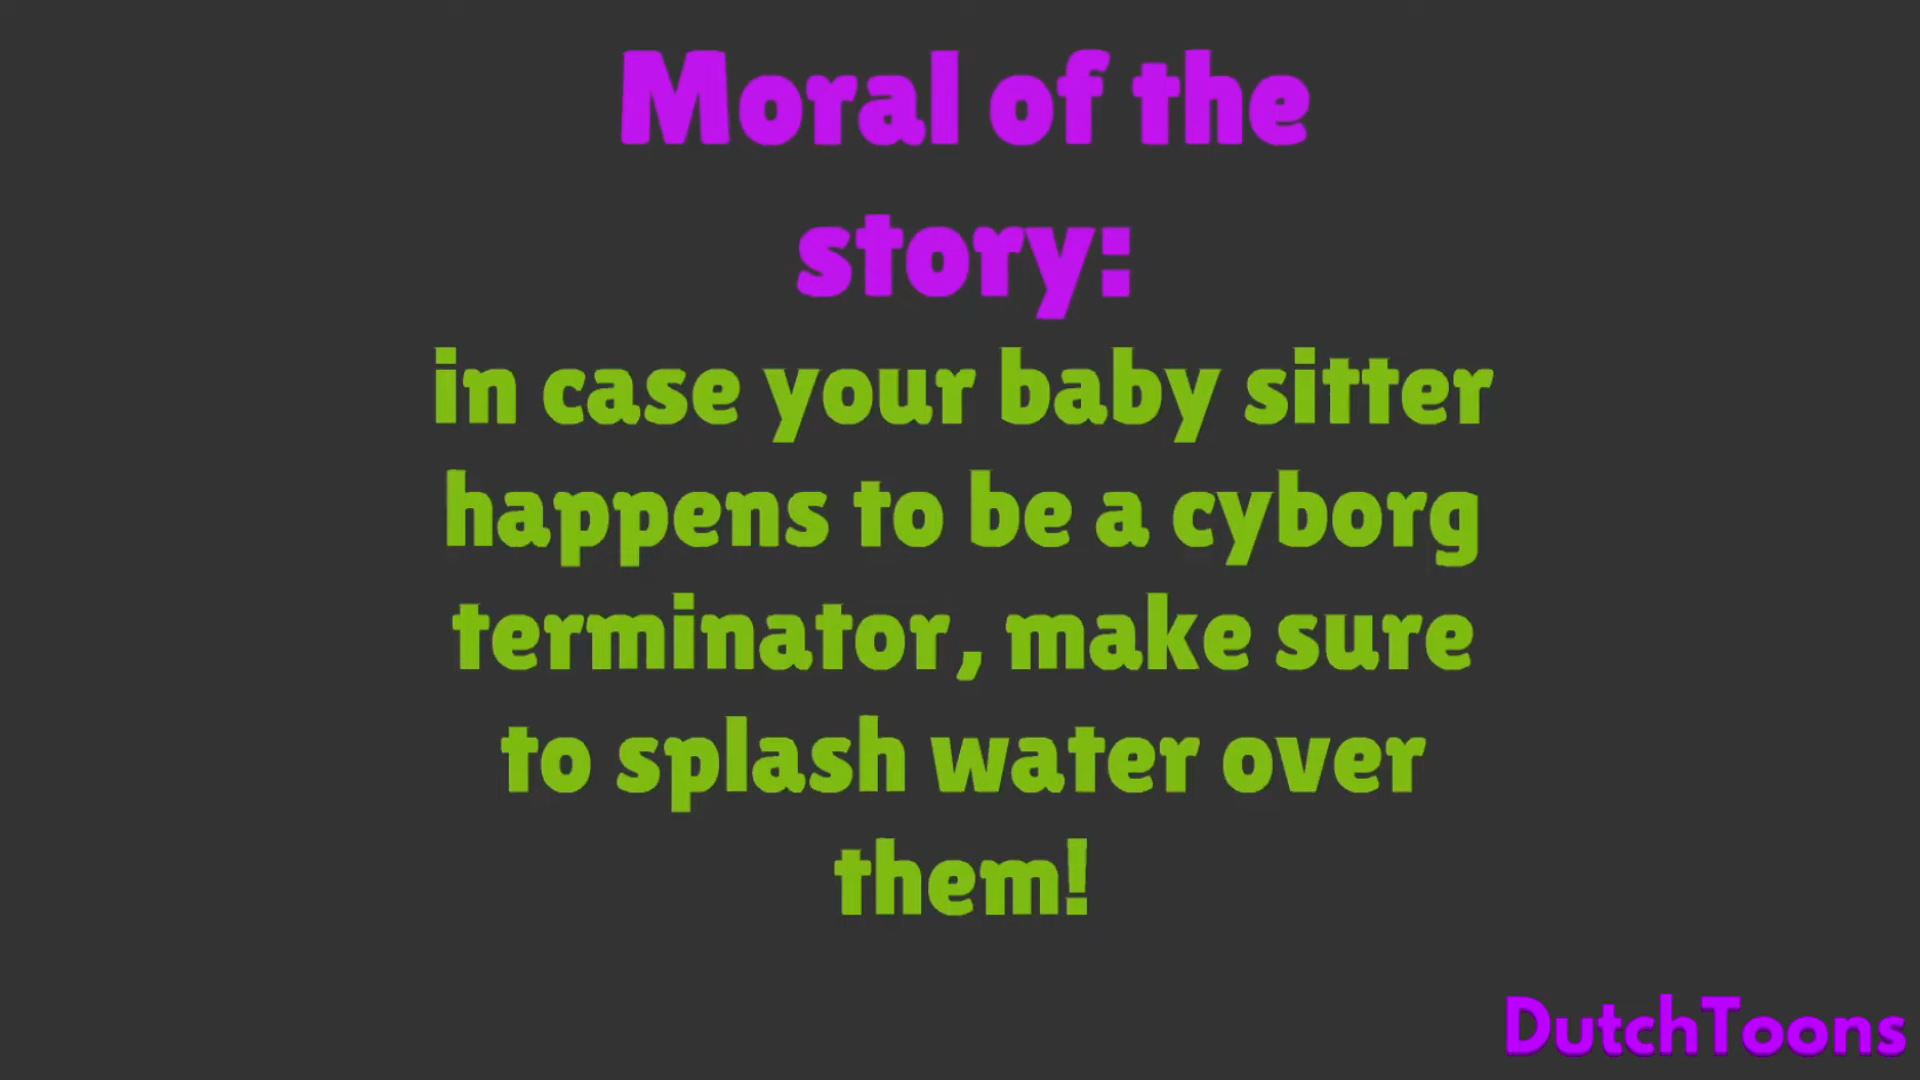 Moral of the
story:
in case your baby sitter
happens to be a cyborg
terminator, make sure
to splash water over
them!
DutchToons